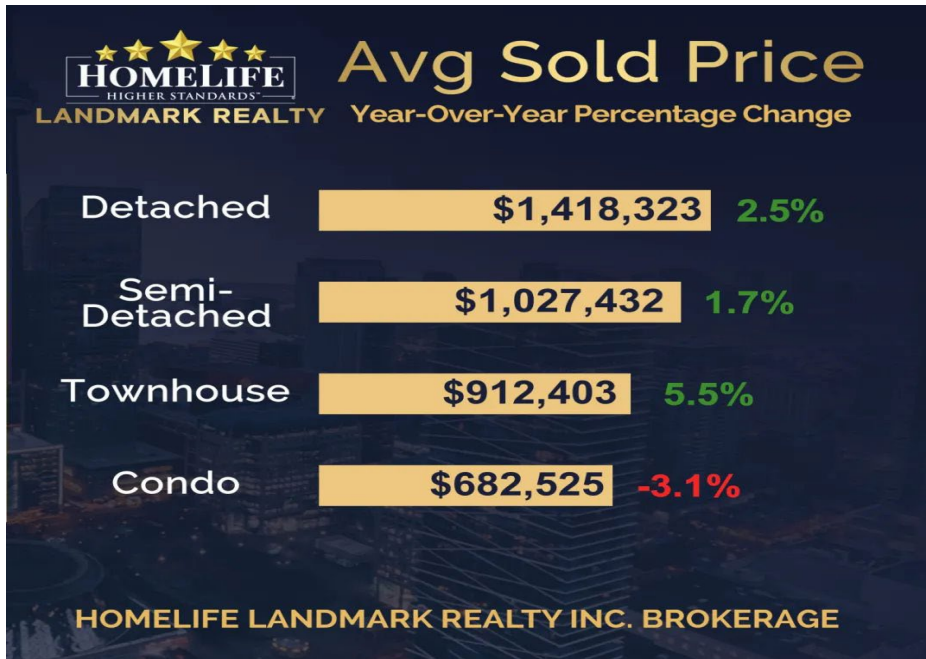 HOMELIFE
HIGHER STANDARDS™
LANDMARK REALTY
Avg Sold Price
Year-Over-Year Percentage Change
Detached $1,418,323 2.5%
Semi-
Detached $1,027,432 1.7%
Townhouse $912,403 5.5%
Condo $682,525 -3.1%
HOMELIFE LANDMARK REALTY INC. BROKERAGE